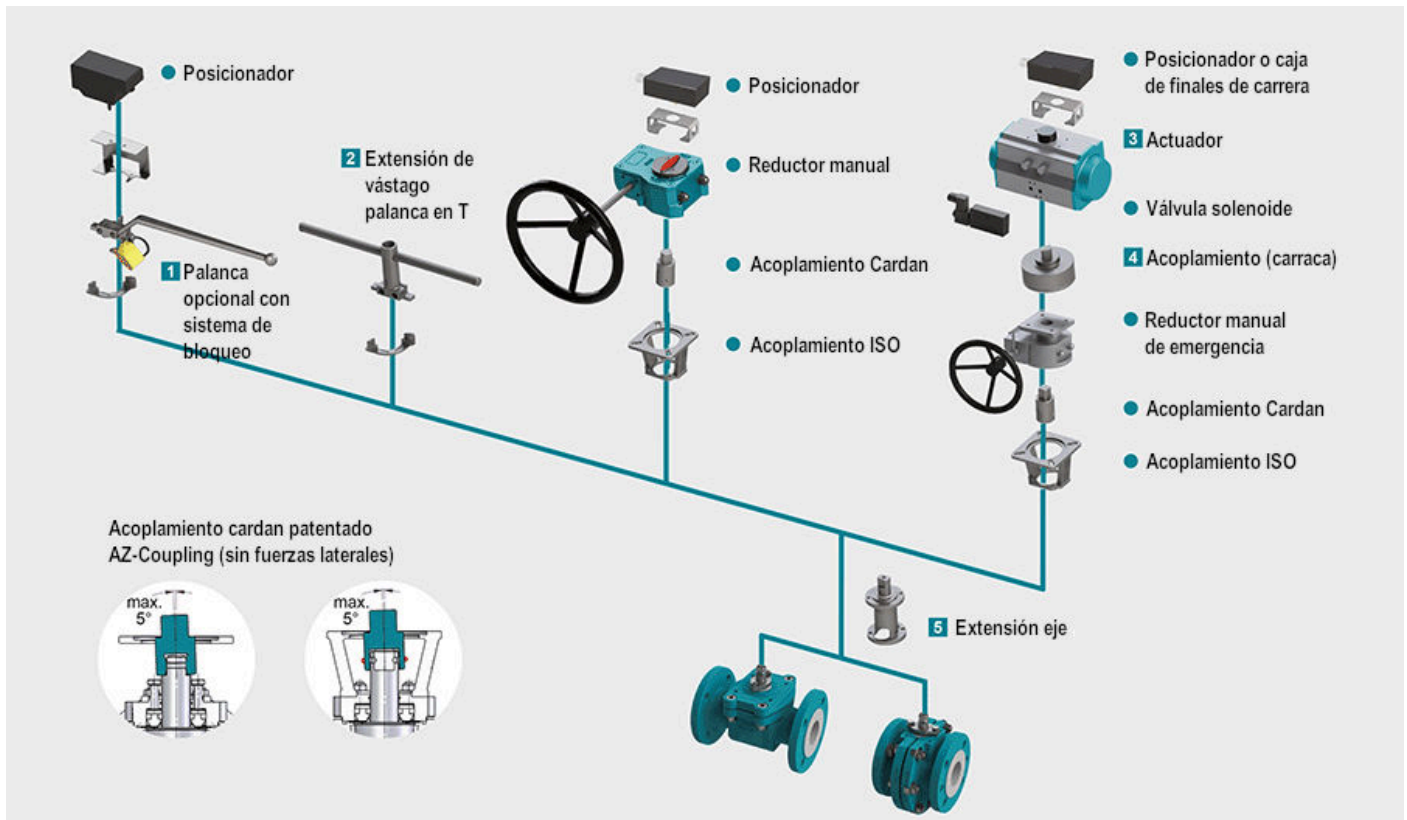 Posicionador
1 Palanca
opcional con
sistema de
bloqueo
2 Extensión de
vástago
palanca en T
Posicionador
Reductor manual
Acoplamiento Cardan
Acoplamiento ISO
Posicionador o caja
de finales de carrera
3 Actuador
Válvula solenoide
4 Acoplamiento (carraca)
Reductor manual
de emergencia
Acoplamiento Cardan
Acoplamiento ISO
Acoplamiento cardan patentado
AZ-Coupling (sin fuerzas laterales)
max.
5°
max.
5°
5 Extensión eje